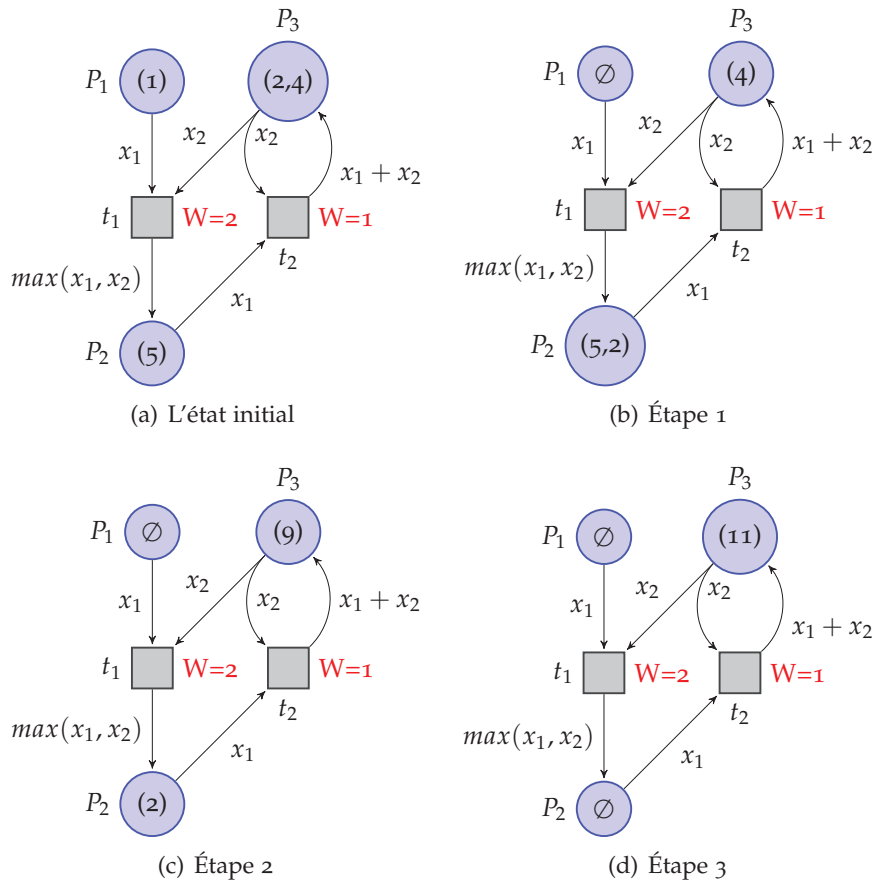 P3
P1
(1)
(2,4)
x1
x2
x2
x1 + x2
t1
W=2
W=1
t2
max(x1, x2)
x1
P2
(5)
(a) L'état initial
P3
P1
∅
(4)
x1
x2
x2
x1 + x2
t1
W=2
W=1
t2
max(x1, x2)
x1
P2
(5,2)
(b) Étape 1
P3
P1
∅
(9)
x1
x2
x2
x1 + x2
t1
W=2
W=1
t2
max(x1, x2)
x1
P2
(2)
(c) Étape 2
P3
P1
∅
(11)
x1
x2
x2
x1 + x2
t1
W=2
W=1
t2
max(x1, x2)
x1
P2
∅
(d) Étape 3